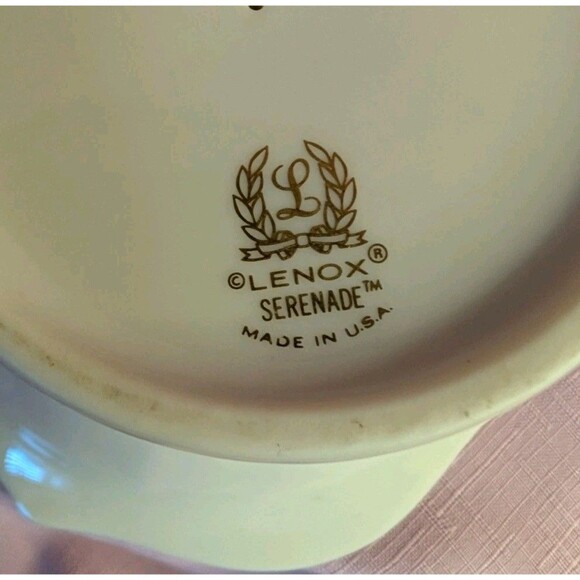 L
© LENOX ®
SERENADE™
MADE IN U.S.A.